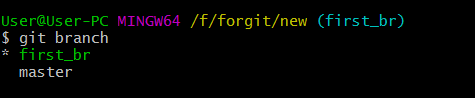 User@User-PC MINGW64 /f/forgit/new (first_br)
$ git branch
* first_br
  master